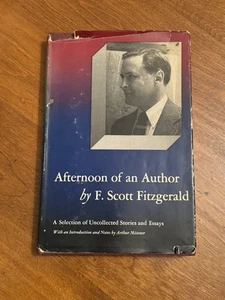 Afternoon of an Author
by F. Scott Fitzgerald
A Selection of Uncollected Stories and Essays
With an Introduction and Notes by Arthur Mizener